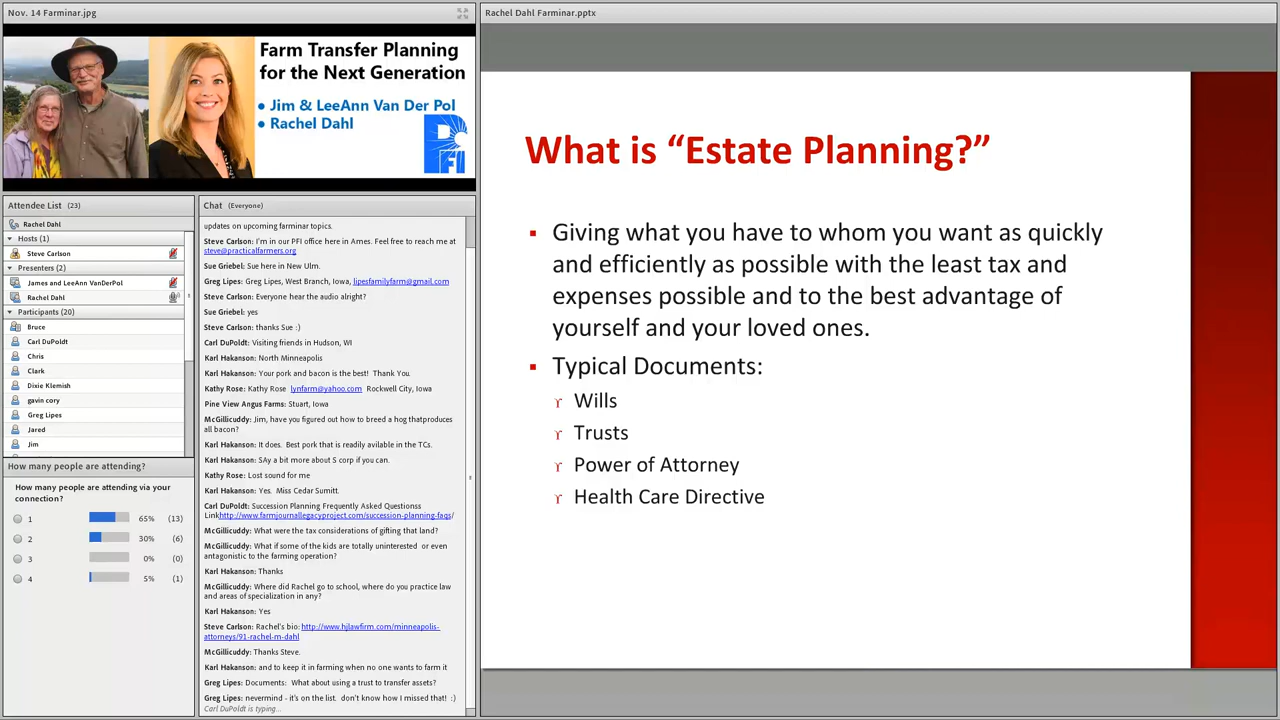 Nov. 14 Farminar.jpg
Farm Transfer Planning
for the Next Generation
• Jim & LeeAnn Van Der Pol
• Rachel Dahl
PFI
Attendee List (23)
Rachel Dahl
Hosts (1)
Steve Carlson
Presenters (2)
James and LeeAnn VanDerPol
Rachel Dahl
Participants (20)
Bruce
Carl DuPoldt
Chris
Clark
Dixie Klemish
gavin cory
Greg Lipes
Jared
Jim
How many people are attending?
How many people are attending via your
connection?
1 65% (13)
2 30% (6)
3 0% (0)
4 5% (1)
Chat (Everyone)
updates on upcoming farminar topics.
Steve Carlson: I'm in our PFI office here in Ames. Feel free to reach me at
steve@practicalfarmers.org
Sue Griebel: Sue here in New Ulm.
Greg Lipes: Greg Lipes, West Branch, Iowa, lipesfamilyfarm@gmail.com
Steve Carlson: Everyone hear the audio alright?
Sue Griebel: yes
Steve Carlson: thanks Sue :)
Carl DuPoldt: Visiting friends in Hudson, WI
Karl Hakanson: North Minneapolis
Karl Hakanson: Your pork and bacon is the best! Thank You.
Kathy Rose: Kathy Rose lynfarm@yahoo.com Rockwell City, Iowa
Pine View Angus Farms: Stuart, Iowa
McGillicuddy: Jim, have you figured out how to breed a hog thatproduces
all bacon?
Karl Hakanson: It does. Best pork that is readily avilable in the TCs.
Karl Hakanson: SAy a bit more about S corp if you can.
Kathy Rose: Lost sound for me
Karl Hakanson: Yes. Miss Cedar Sumitt.
Carl DuPoldt: Succession Planning Frequently Asked Questionss
Linkhttp://www.farmjournallegacyproject.com/succession-planning-faqs/
McGillicuddy: What were the tax considerations of gifting that land?
McGillicuddy: What if some of the kids are totally uninterested or even
antagonistic to the farming operation?
Karl Hakanson: Thanks
McGillicuddy: Where did Rachel go to school, where do you practice law
and areas of specialization in any?
Karl Hakanson: Yes
Steve Carlson: Rachel's bio: http://www.hjlawfirm.com/minneapolis-
attorneys/91-rachel-m-dahl
McGillicuddy: Thanks Steve.
Karl Hakanson: and to keep it in farming when no one wants to farm it
Greg Lipes: Documents: What about using a trust to transfer assets?
Greg Lipes: nevermind - it's on the list. don't know how I missed that! :)
Carl DuPoldt is typing...
Rachel Dahl Farminar.pptx
What is “Estate Planning?”
Giving what you have to whom you want as quickly
and efficiently as possible with the least tax and
expenses possible and to the best advantage of
yourself and your loved ones.
Typical Documents:
Wills
Trusts
Power of Attorney
Health Care Directive